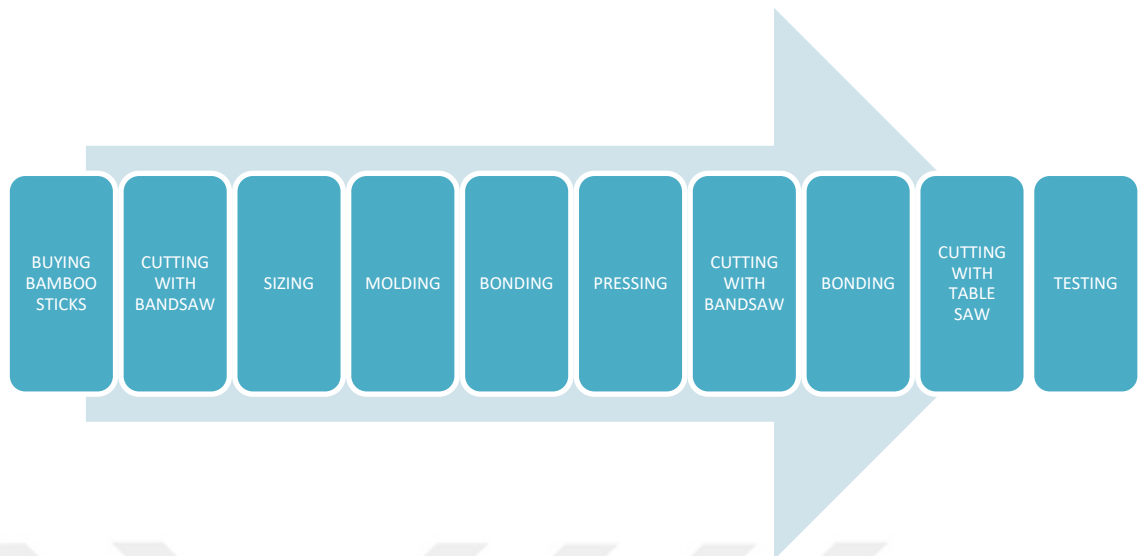 BUYING
BAMBOO
STICKS
CUTTING
WITH
BANDSAW
SIZING
MOLDING
BONDING
PRESSING
CUTTING
WITH
BANDSAW
BONDING
CUTTING
WITH
TABLE
SAW
TESTING